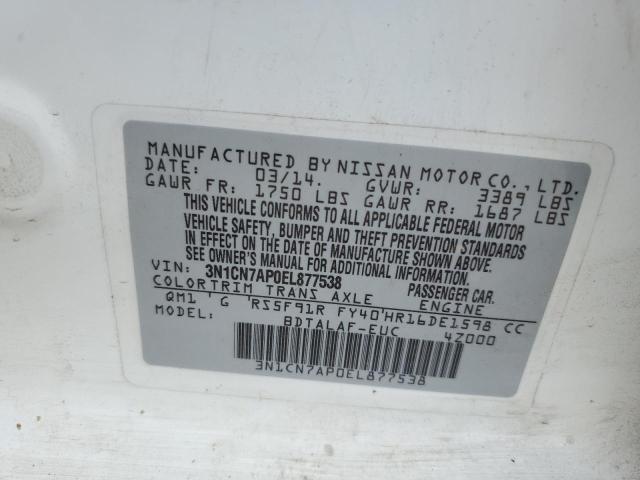 MANUFACTURED BY NISSAN MOTOR CO., LTD.
DATE: 03/14. GVWR: 3389 LBS
GAWR FR: 1750 LBS GAWR RR: 1687 LBS
THIS VEHICLE CONFORMS TO ALL APPLICABLE FEDERAL MOTOR
VEHICLE SAFETY, BUMPER AND THEFT PREVENTION STANDARDS
IN EFFECT ON THE DATE OF MANUFACTURE SHOWN ABOVE.
SEE OWNER'S MANUAL FOR ADDITIONAL INFORMATION.
VIN: 3N1CN7AP0EL877538 PASSENGER CAR.
COLORTRIM TRANS AXLE ENGINE
QM1 'G 'RS5F91R FY40'HR16DE1598 CC
MODEL: BDTALAF-EUC 4Z000
3N1CN7AP0EL877538